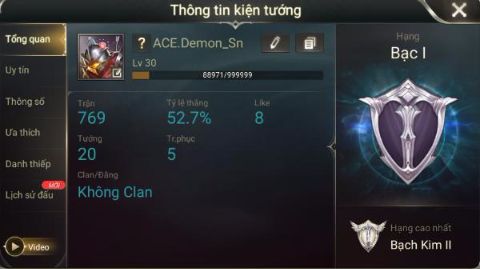 Thông tin kiện tướng
Tổng quan
Uy tín
Thông số
Ưa thích
Danh thiếp
Lịch sử đấu
MỚI
Video
? ACE.Demon_Sn
Lv 30
68971/999999
Trận Tỷ lệ thắng Like
769 52.7% 8
Tướng Tr.phục
20 5
Clan/Đẳng
Không Clan
Hạng
Bạc I
Hạng cao nhất
Bạch Kim II